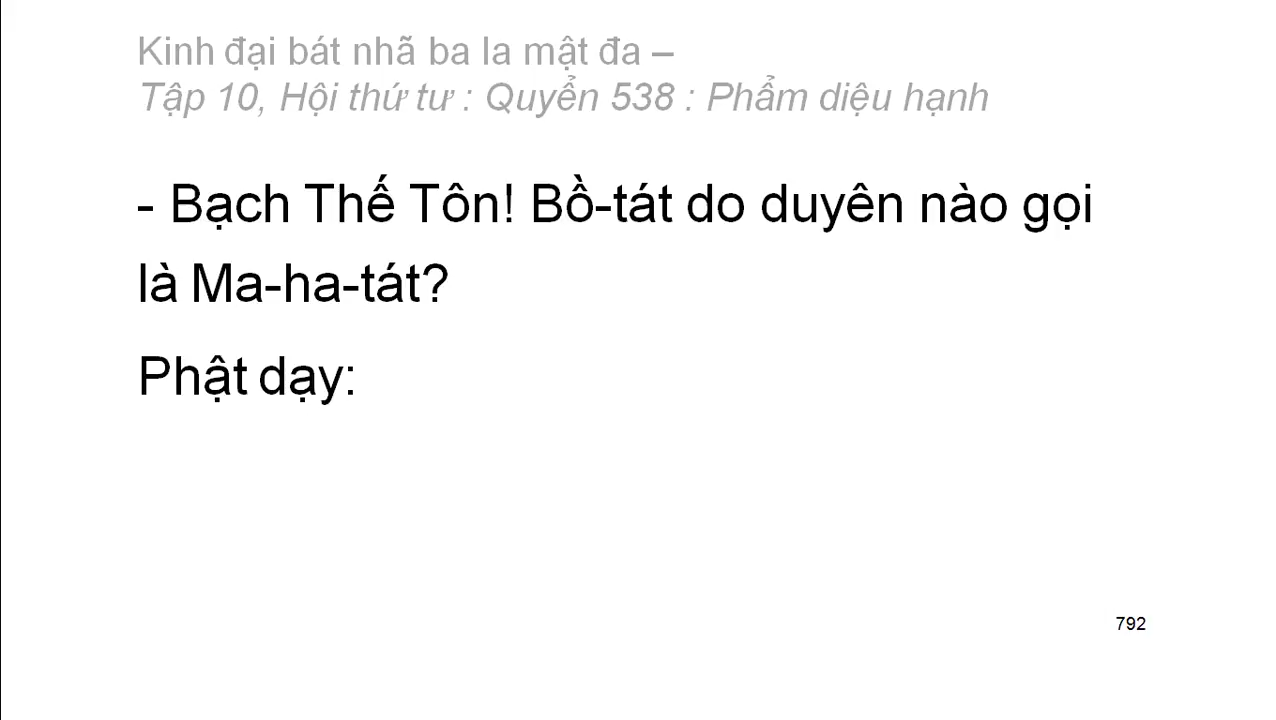 Kinh đại bát nhã ba la mật đa –
Tập 10, Hội thứ tư : Quyển 538 : Phẩm diệu hạnh
- Bạch Thế Tôn! Bồ-tát do duyên nào gọi
là Ma-ha-tát?
Phật dạy:
792